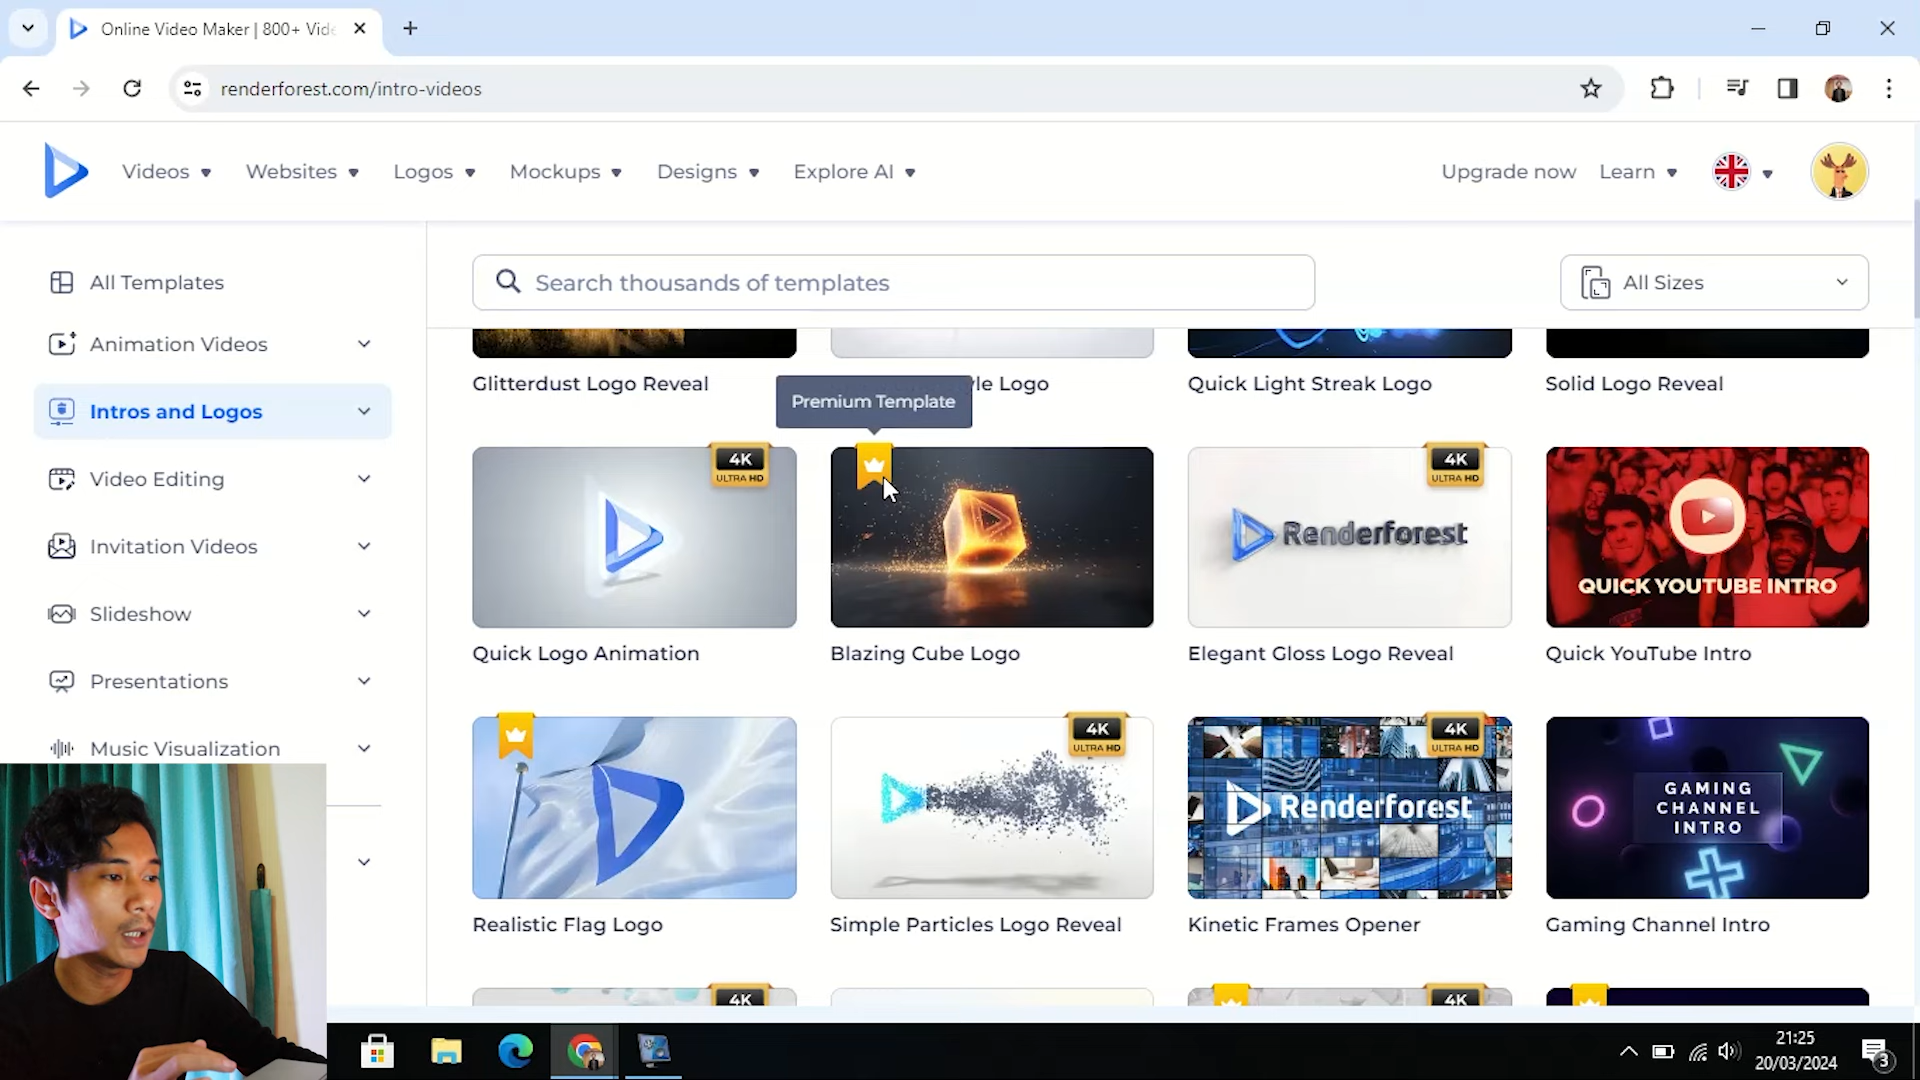 Online Video Maker | 800+ Vid
renderforest.com/intro-videos
Videos
Websites
Logos
Mockups
Designs
Explore AI
Upgrade now
Learn
All Templates
Animation Videos
Intros and Logos
Video Editing
Invitation Videos
Slideshow
Presentations
Music Visualization
Search thousands of templates
All Sizes
Glitterdust Logo Reveal
yle Logo
Quick Light Streak Logo
Solid Logo Reveal
Premium Template
4K
ULTRA HD
4K
ULTRA HD
Renderforest
QUICK YOUTUBE INTRO
Quick Logo Animation
Blazing Cube Logo
Elegant Gloss Logo Reveal
Quick YouTube Intro
4K
ULTRA HD
4K
ULTRA HD
Renderforest
GAMING
CHANNEL
INTRO
Realistic Flag Logo
Simple Particles Logo Reveal
Kinetic Frames Opener
Gaming Channel Intro
4K
4K
21:25
20/03/2024
3